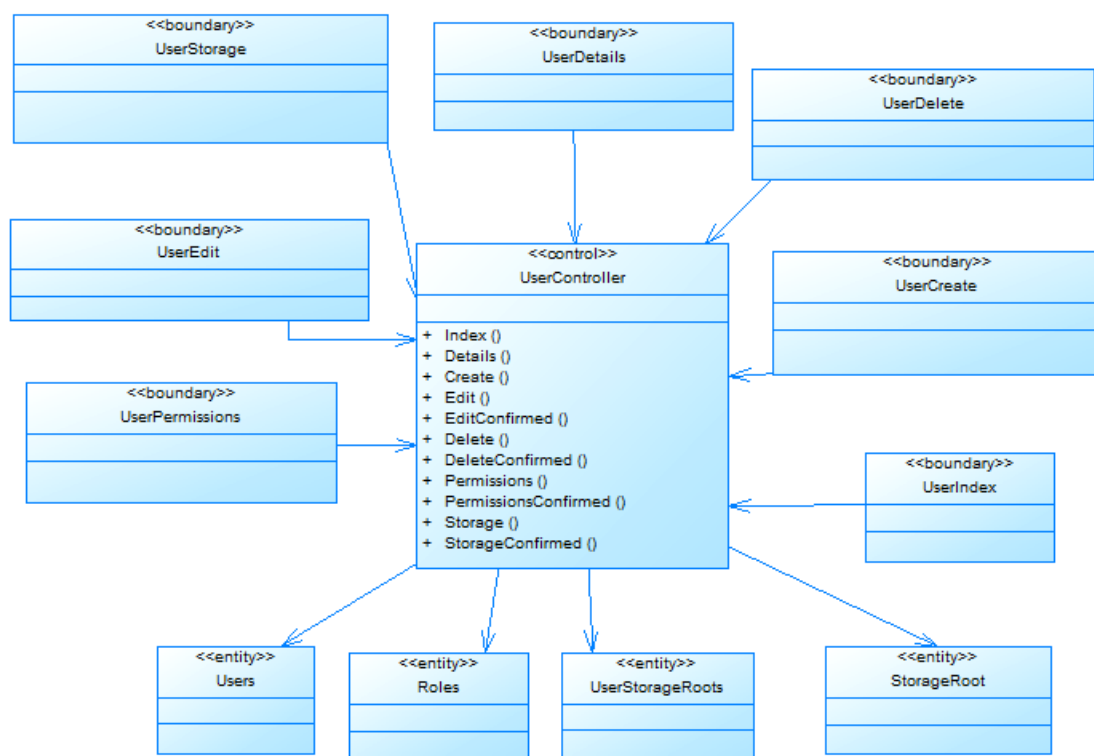 <<boundary>>
UserStorage
<<boundary>>
UserDetails
<<boundary>>
UserDelete
<<boundary>>
UserEdit
<<control>>
UserController
<<boundary>>
UserCreate
+ Index ()
+ Details ()
+ Create ()
+ Edit ()
+ EditConfirmed ()
+ Delete ()
+ DeleteConfirmed ()
+ Permissions ()
+ PermissionsConfirmed ()
+ Storage ()
+ StorageConfirmed ()
<<boundary>>
UserPermissions
<<boundary>>
UserIndex
<<entity>>
Users
<<entity>>
Roles
<<entity>>
UserStorageRoots
<<entity>>
StorageRoot